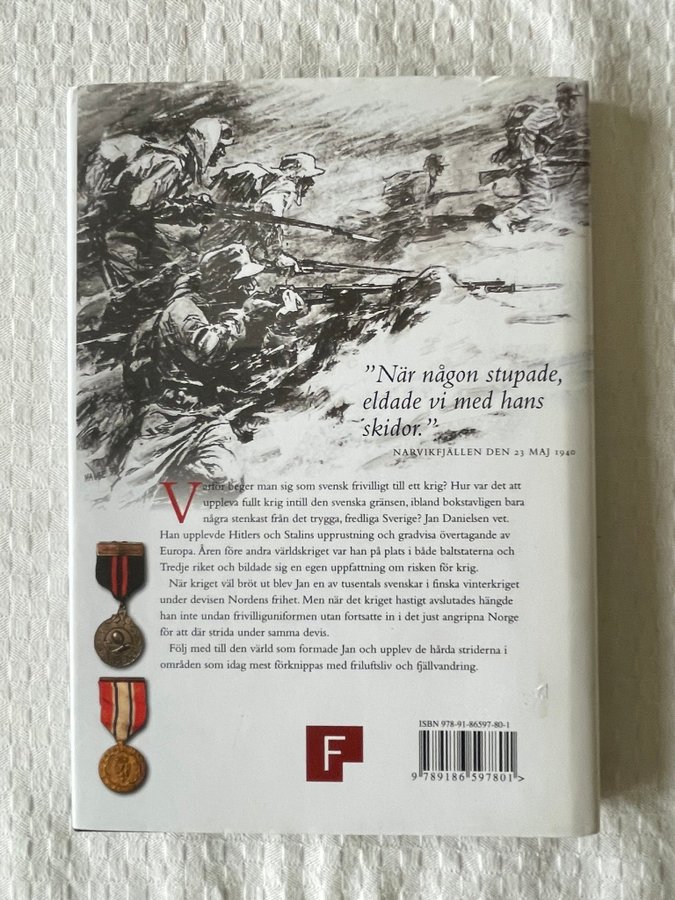 ”När någon stupade,
eldade vi med hans
skidor.”
NARVIKFJÄLLEN DEN 23 MAJ 1940
Varför beger man sig som svensk frivilligt till ett krig? Hur var det att
uppleva fullt krig intill den svenska gränsen, ibland bokstavligen bara
några stenkast från det trygga, fredliga Sverige? Jan Danielsen vet.
Han upplevde Hitlers och Stalins upprustning och gradvisa övertagande av
Europa. Åren före andra världskriget var han på plats i både baltstaterna och
Tredje riket och bildade sig en egen uppfattning om risken för krig.
När kriget väl bröt ut blev Jan en av tusentals svenskar i finska vinterkriget
under devisen Nordens frihet. Men när det kriget hastigt avslutades hängde
han inte undan frivilliguniformen utan fortsatte in i det just angripna Norge
för att där strida under samma devis.
Följ med till den värld som formade Jan och upplev de hårda striderna i
områden som idag mest förknippas med friluftsliv och fjällvandring.
F
ISBN 978-91-86597-80-1
9 789186 597801 >